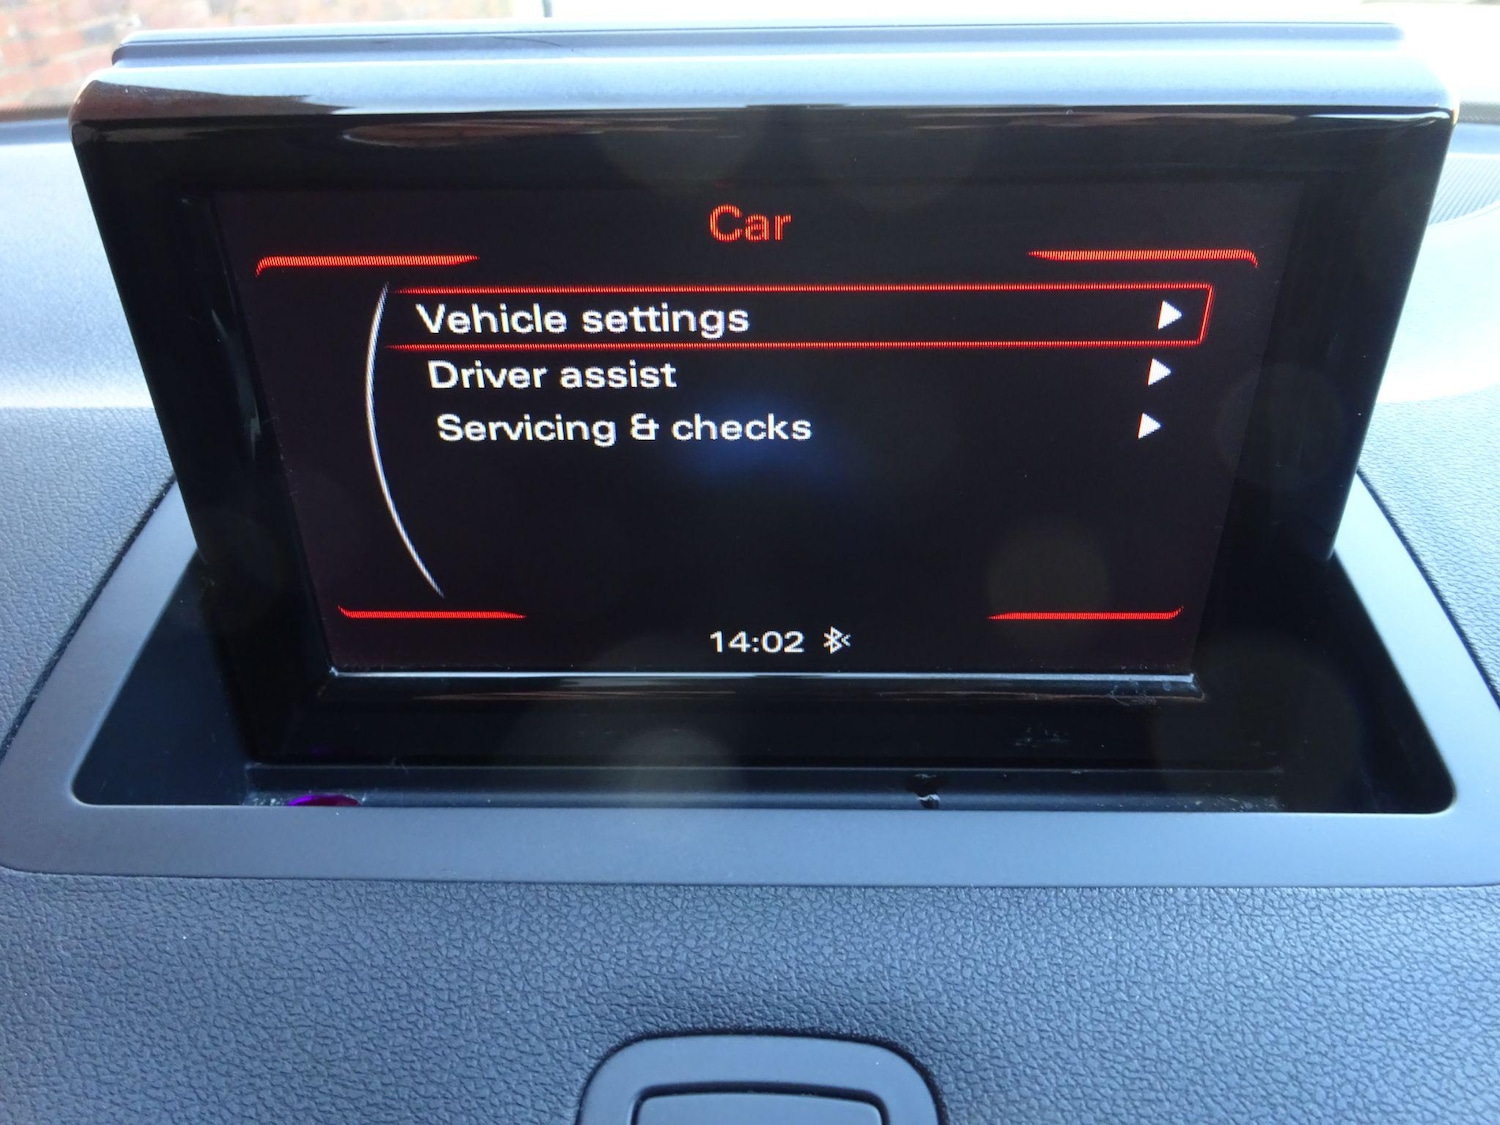 Car
Vehicle settings
Driver assist
Servicing & checks
14:02